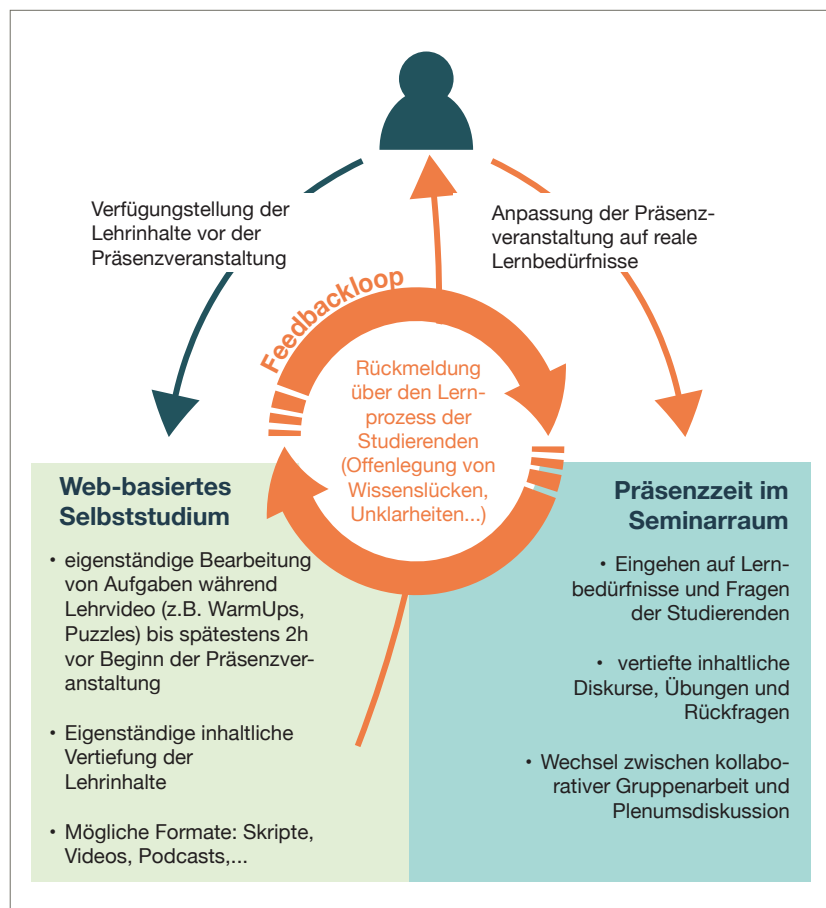 Verfügungstellung der
Lehrinhalte vor der
Präsenzveranstaltung
Anpassung der Präsenz-
veranstaltung auf reale
Lernbedürfnisse
Feedbackloop
Rückmeldung
über den Lern-
prozess der
Studierenden
(Offenlegung von
Wissenslücken,
Unklarheiten...)
Web-basiertes
Selbststudium
• eigenständige Bearbeitung
von Aufgaben während
Lehrvideo (z.B. WarmUps,
Puzzles) bis spätestens 2h
vor Beginn der Präsenzver-
anstaltung
• Eigenständige inhaltliche
Vertiefung der
Lehrinhalte
• Mögliche Formate: Skripte,
Videos, Podcasts,...
Präsenzzeit im
Seminarraum
• Eingehen auf Lern-
bedürfnisse und Fragen
der Studierenden
• vertiefte inhaltliche
Diskurse, Übungen und
Rückfragen
• Wechsel zwischen kollabo-
rativer Gruppenarbeit und
Plenumsdiskussion